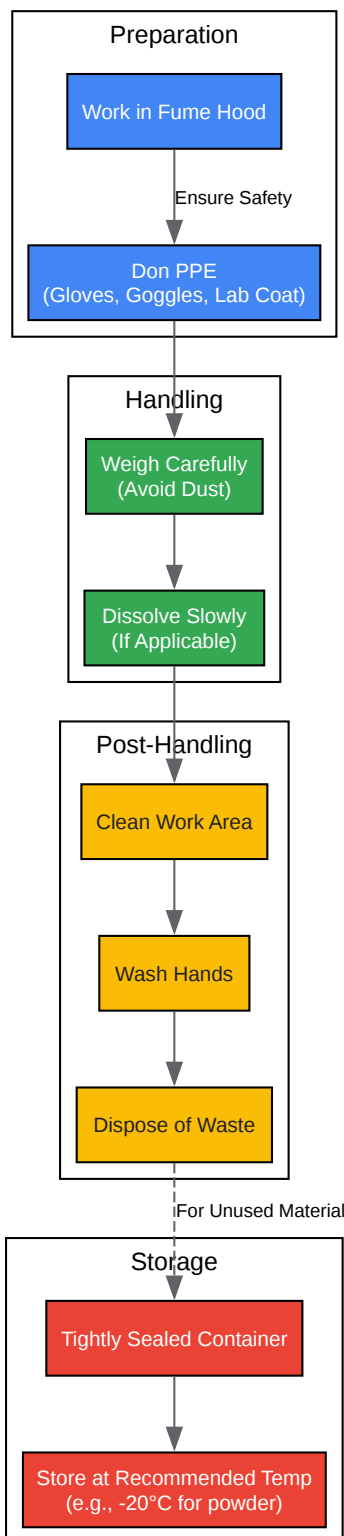 Preparation
Work in Fume Hood
Ensure Safety
Don PPE
(Gloves, Goggles, Lab Coat)
Handling
Weigh Carefully
(Avoid Dust)
Dissolve Slowly
(If Applicable)
Post-Handling
Clean Work Area
Wash Hands
Dispose of Waste
For Unused Material
Storage
Tightly Sealed Container
Store at Recommended Temp
(e.g., -20°C for powder)